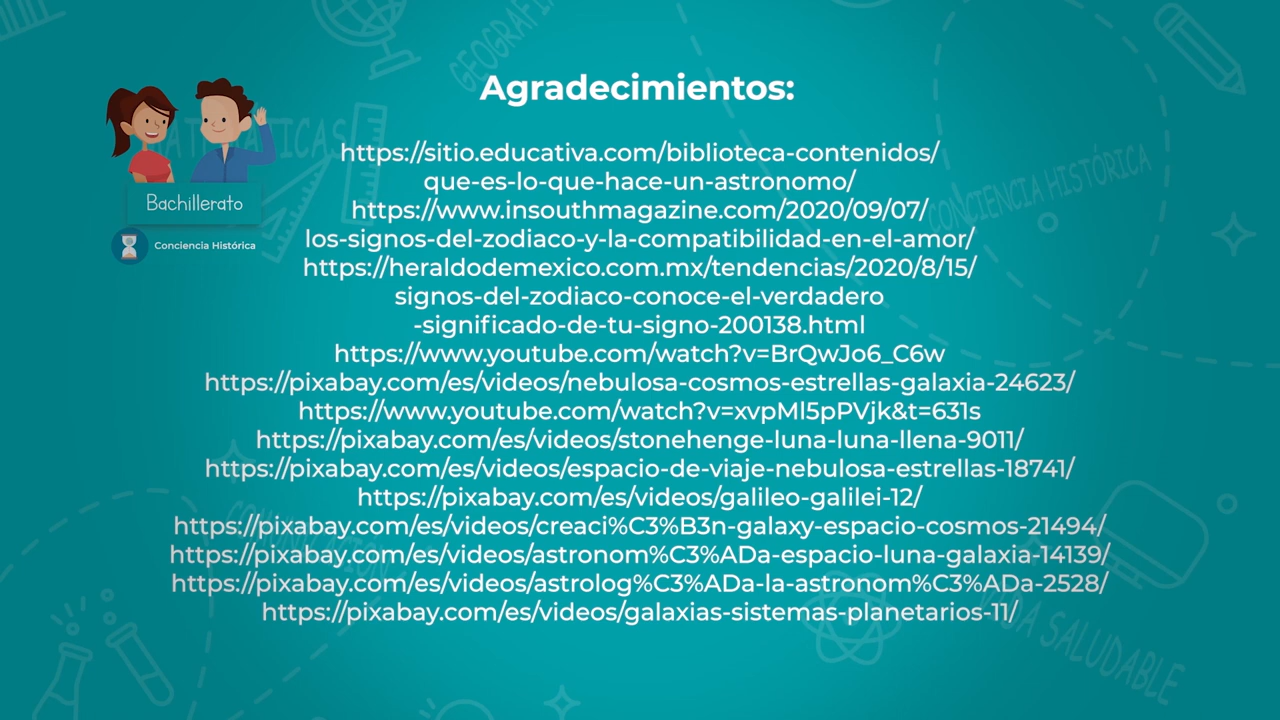 Agradecimientos:
https://sitio.educativa.com/biblioteca-contenidos/
que-es-lo-que-hace-un-astronomo/
https://www.insouthmagazine.com/2020/09/07/
los-signos-del-zodiaco-y-la-compatibilidad-en-el-amor/
https://heraldodemexico.com.mx/tendencias/2020/8/15/
signos-del-zodiaco-conoce-el-verdadero
-significado-de-tu-signo-200138.html
https://www.youtube.com/watch?v=BrQwJo6_C6w
https://pixabay.com/es/videos/nebulosa-cosmos-estrellas-galaxia-24623/
https://www.youtube.com/watch?v=xvpMl5pPVjk&t=631s
https://pixabay.com/es/videos/stonehenge-luna-luna-llena-9011/
https://pixabay.com/es/videos/espacio-de-viaje-nebulosa-estrellas-18741/
https://pixabay.com/es/videos/galileo-galilei-12/
https://pixabay.com/es/videos/creaci%C3%B3n-galaxy-espacio-cosmos-21494/
https://pixabay.com/es/videos/astronom%C3%ADa-espacio-luna-galaxia-14139/
https://pixabay.com/es/videos/astrolog%C3%ADa-la-astronom%C3%ADa-2528/
https://pixabay.com/es/videos/galaxias-sistemas-planetarios-11/
Bachillerato
Conciencia Histórica
CONCIENCIA HISTÓRICA